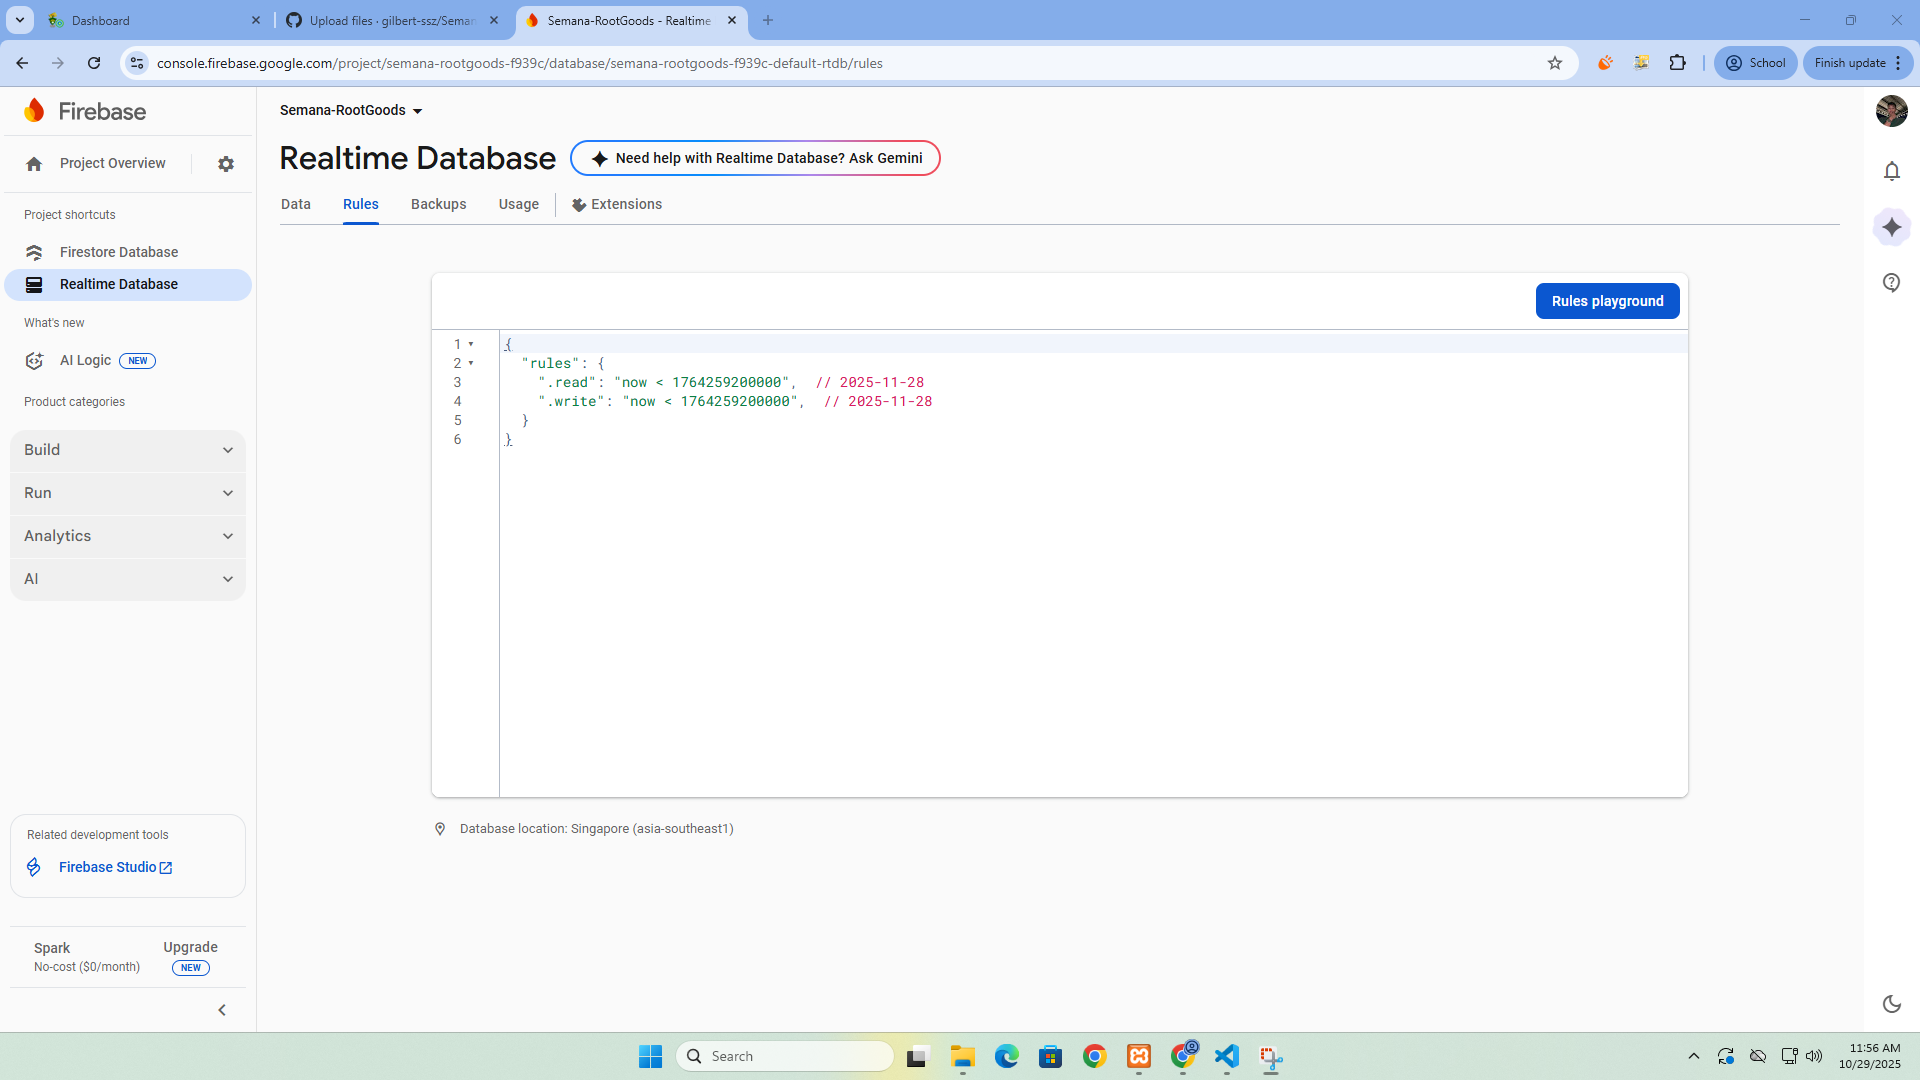 Dashboard
Upload files · gilbert-ssz/Seman
Semana-RootGoods - Realtime
console.firebase.google.com/project/semana-rootgoods-f939c/database/semana-rootgoods-f939c-default-rtdb/rules
School
Finish update
Firebase
Semana-RootGoods
Project Overview
Realtime Database
Need help with Realtime Database? Ask Gemini
Data
Rules
Backups
Usage
Extensions
Project shortcuts
Firestore Database
Realtime Database
What's new
AI Logic NEW
Product categories
Build
Run
Analytics
AI
Rules playground
1 {
2 "rules": {
3 ".read": "now < 1764259200000", // 2025-11-28
4 ".write": "now < 1764259200000", // 2025-11-28
5 }
6 }
Database location: Singapore (asia-southeast1)
Related development tools
Firebase Studio
Spark
No-cost ($0/month)
Upgrade
NEW
Search
11:56 AM
10/29/2025